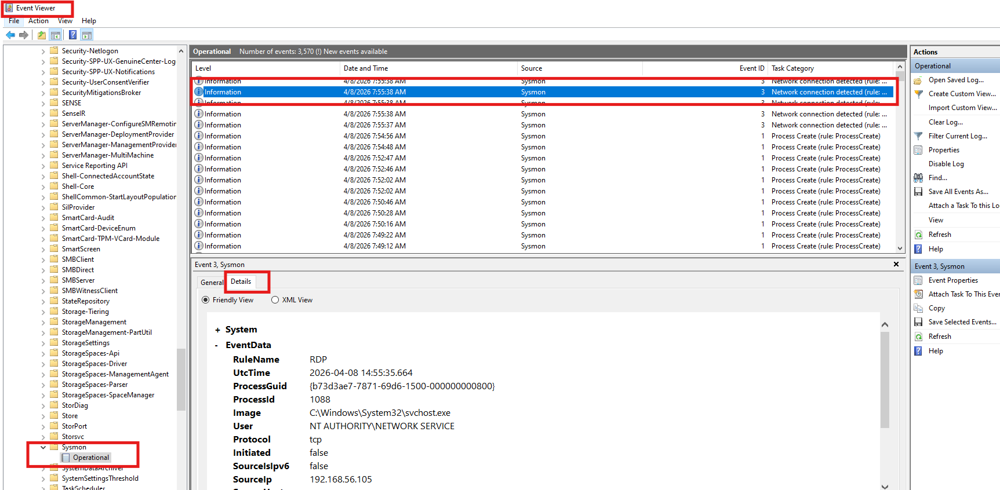 Event Viewer
File Action View Help
Security-Netlogon
Security-SPP-UX-GenuineCenter-Log
Security-SPP-UX-Notifications
Security-UserConsentVerifier
SecurityMitigationsBroker
SENSE
SenseIR
ServerManager-ConfigureSMRemotin
ServerManager-DeploymentProvider
ServerManager-ManagementProvider
ServerManager-MultiMachine
Service Reporting API
Shell-ConnectedAccountState
Shell-Core
ShellCommon-StartLayoutPopulation
SilProvider
SmartCard-Audit
SmartCard-DeviceEnum
SmartCard-TPM-VCard-Module
SmartScreen
SMBClient
SMBDirect
SMBServer
SMBWitnessClient
StateRepository
Storage-Tiering
StorageManagement
StorageManagement-PartUtil
StorageSettings
StorageSpaces-Api
StorageSpaces-Driver
StorageSpaces-ManagementAgent
StorageSpaces-Parser
StorageSpaces-SpaceManager
StorDiag
Store
StorPort
Storsvc
Sysmon
Operational
SystemDataArchiver
SystemSettingsThreshold
TaskScheduler
Operational Number of events: 3,570 (!) New events available
Level Date and Time Source Event ID Task Category
Information 4/8/2026 7:55:38 AM Sysmon 3 Network connection detected (rule: ...
Information 4/8/2026 7:55:38 AM Sysmon 3 Network connection detected (rule: ...
Information 4/8/2026 7:55:38 AM Sysmon 3 Network connection detected (rule: ...
Information 4/8/2026 7:55:38 AM Sysmon 3 Network connection detected (rule: ...
Information 4/8/2026 7:55:37 AM Sysmon 3 Network connection detected (rule: ...
Information 4/8/2026 7:54:56 AM Sysmon 1 Process Create (rule: ProcessCreate)
Information 4/8/2026 7:54:48 AM Sysmon 1 Process Create (rule: ProcessCreate)
Information 4/8/2026 7:52:47 AM Sysmon 1 Process Create (rule: ProcessCreate)
Information 4/8/2026 7:52:46 AM Sysmon 1 Process Create (rule: ProcessCreate)
Information 4/8/2026 7:52:02 AM Sysmon 1 Process Create (rule: ProcessCreate)
Information 4/8/2026 7:52:02 AM Sysmon 1 Process Create (rule: ProcessCreate)
Information 4/8/2026 7:50:46 AM Sysmon 1 Process Create (rule: ProcessCreate)
Information 4/8/2026 7:50:28 AM Sysmon 1 Process Create (rule: ProcessCreate)
Information 4/8/2026 7:50:16 AM Sysmon 1 Process Create (rule: ProcessCreate)
Information 4/8/2026 7:49:22 AM Sysmon 1 Process Create (rule: ProcessCreate)
Information 4/8/2026 7:49:12 AM Sysmon 1 Process Create (rule: ProcessCreate)
Event 3, Sysmon
General Details
Friendly View XML View
+ System
- EventData
RuleName RDP
UtcTime 2026-04-08 14:55:35.664
ProcessGuid {b73d3ae7-7871-69d6-1500-000000000800}
ProcessId 1088
Image C:\Windows\System32\svchost.exe
User NT AUTHORITY\NETWORK SERVICE
Protocol tcp
Initiated false
SourceIsIpv6 false
SourceIp 192.168.56.105
Actions
Operational
Open Saved Log...
Create Custom View...
Import Custom View...
Clear Log...
Filter Current Log...
Properties
Disable Log
Find...
Save All Events As...
Attach a Task To this Lo
View
Refresh
Help
Event 3, Sysmon
Event Properties
Attach Task To This Ever
Copy
Save Selected Events...
Refresh
Help